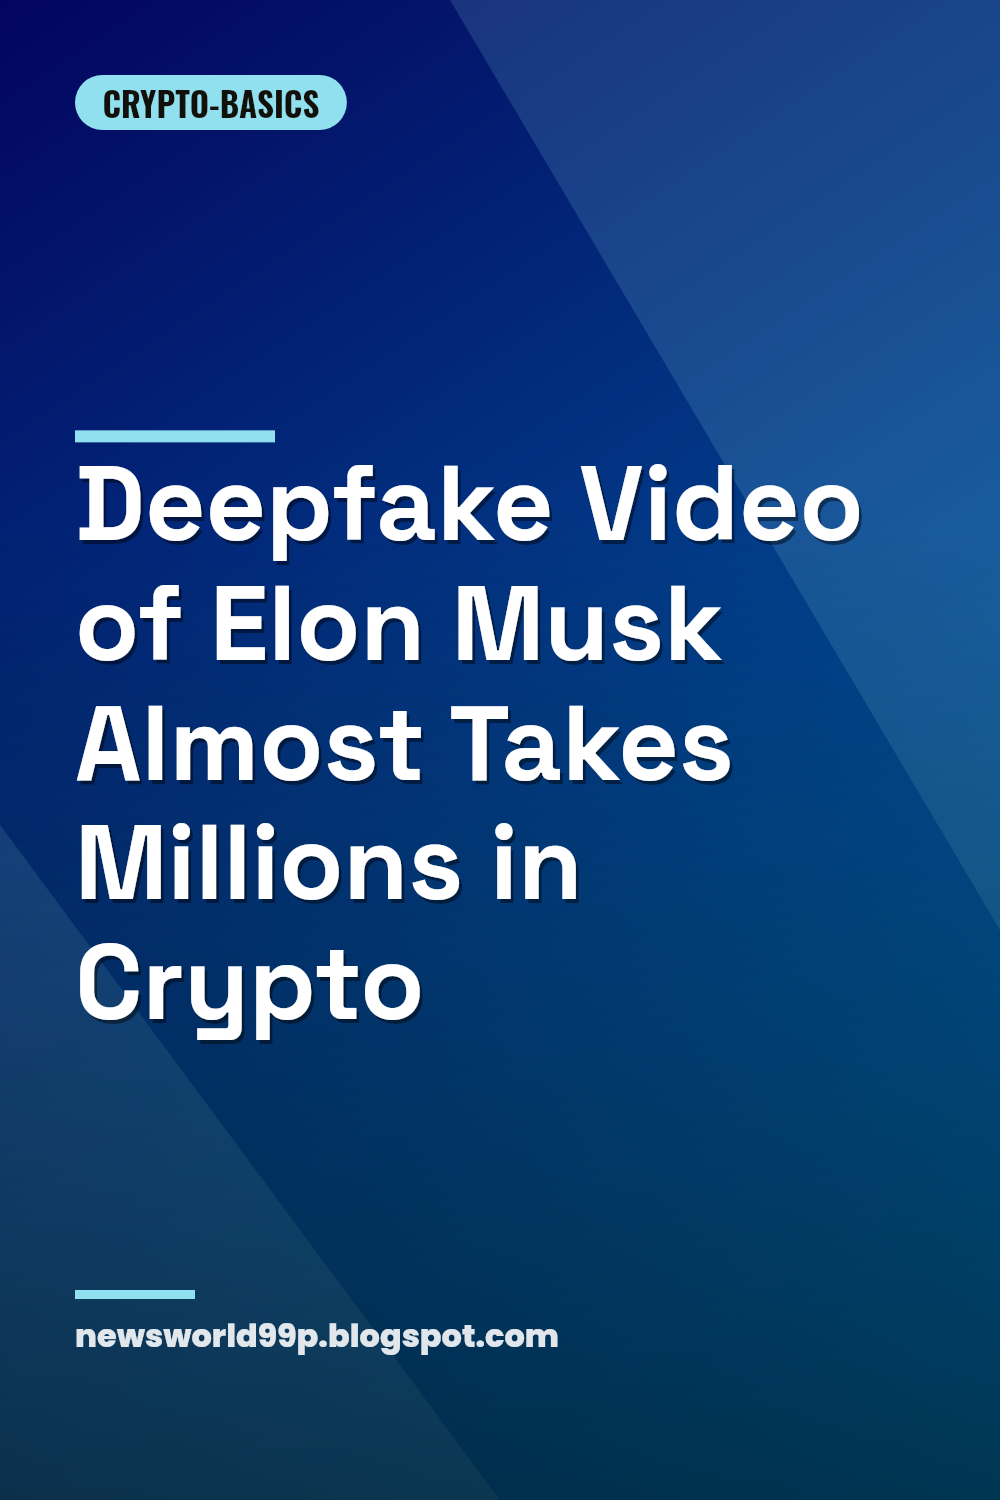 CRYPTO-BASICS
Deepfake Video
of Elon Musk
Almost Takes
Millions in
Crypto
newsworld99p.blogspot.com